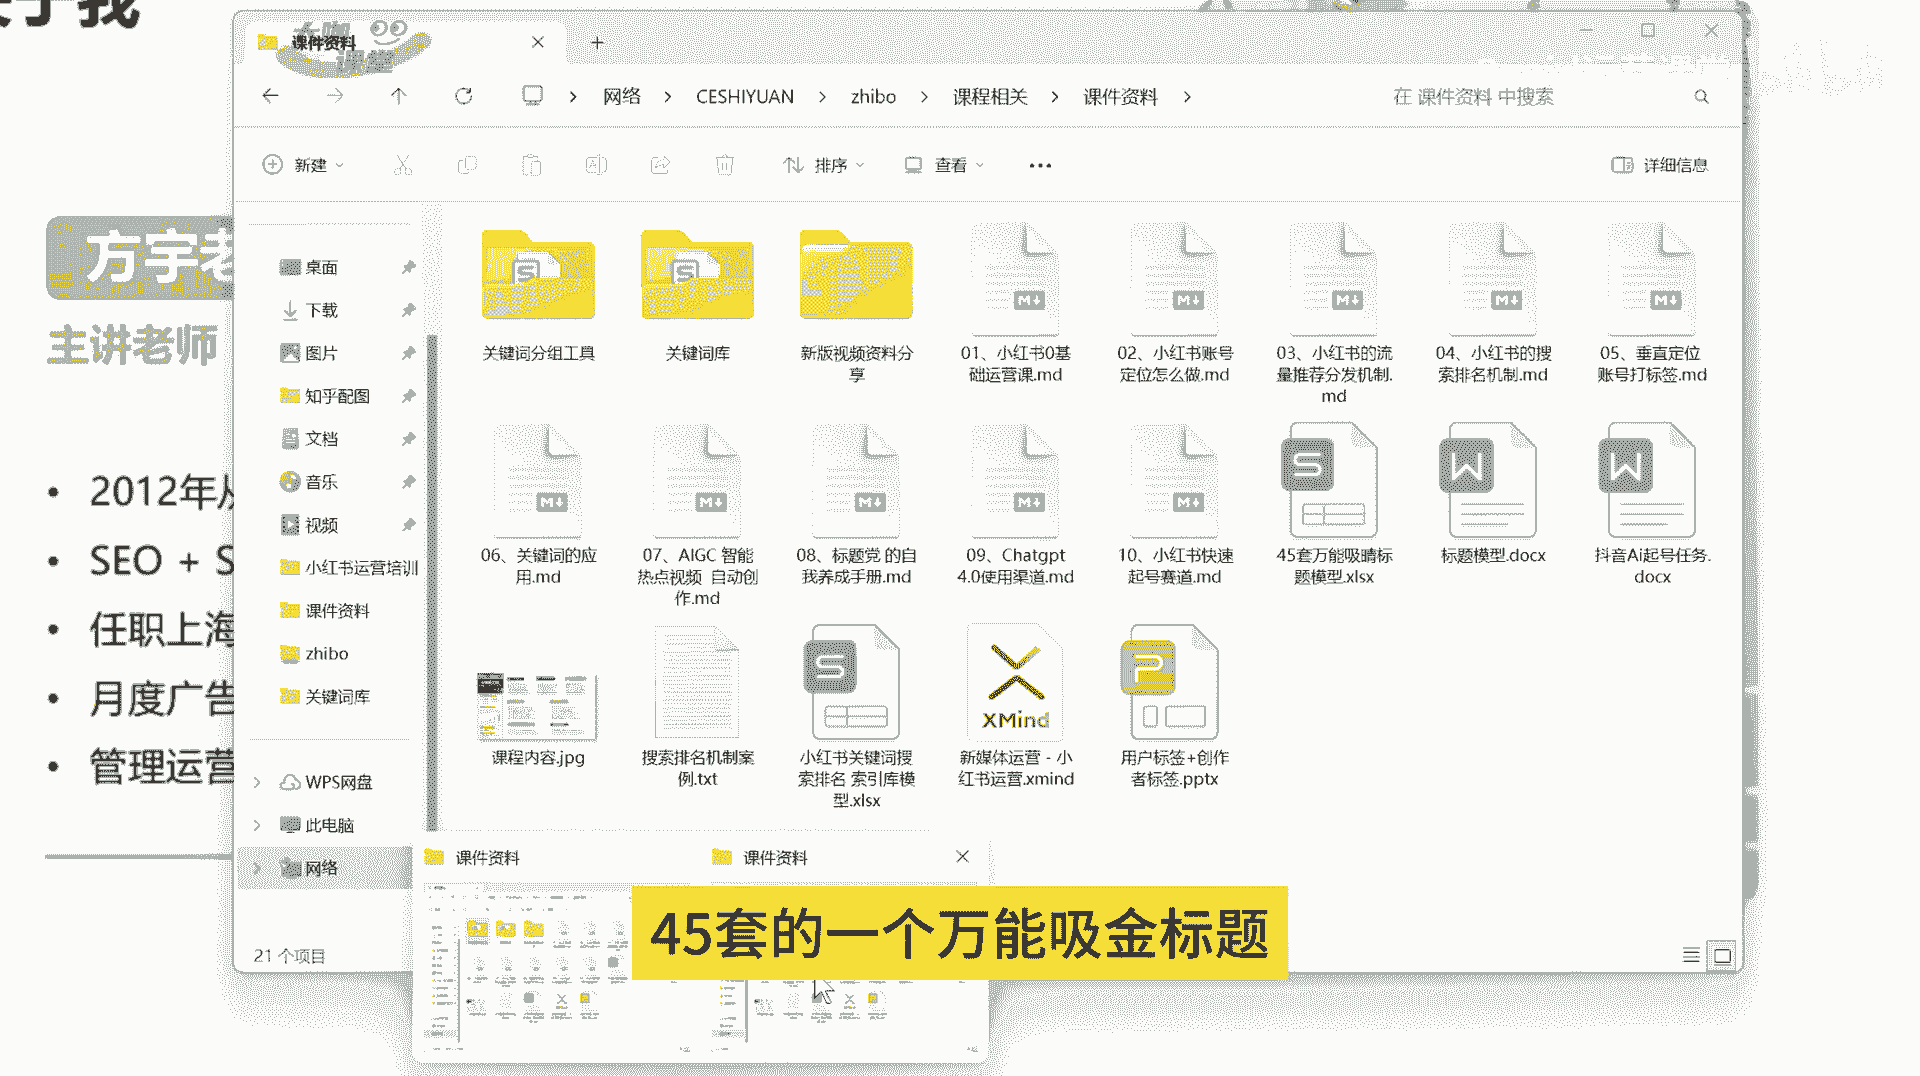 关于我
方宇老
主讲老师
2012年从
SEO + S
任职上海
月度广告
管理运营
课件资料
网络
CESHIYUAN
zhibo
课程相关
课件资料
在 课件资料 中搜索
新建
排序
查看
详细信息
桌面
下载
图片
知乎配图
文档
音乐
视频
小红书运营培训
课件资料
zhibo
关键词库
WPS网盘
此电脑
网络
21 个项目
关键词分组工具
关键词库
新版视频资料分
享
01、小红书0基
础运营课.md
02、小红书账号
定位怎么做.md
03、小红书的流
量推荐分发机制.
md
04、小红书的搜
索排名机制.md
05、垂直定位
账号打标签.md
06、关键词的应
用.md
07、AIGC 智能
热点视频 自动创
作.md
08、标题党 的自
我养成手册.md
09、Chatgpt
4.0使用渠道.md
10、小红书快速
起号赛道.md
45套万能吸睛标
题模型.xlsx
标题模型.docx
抖音Ai起号任务.
docx
课程内容.jpg
搜索排名机制案
例.txt
小红书关键词搜
索排名 索引库模
型.xlsx
XMind
新媒体运营 - 小
红书运营.xmind
用户标签+创作
者标签.pptx
课件资料
课件资料
45套的一个万能吸金标题